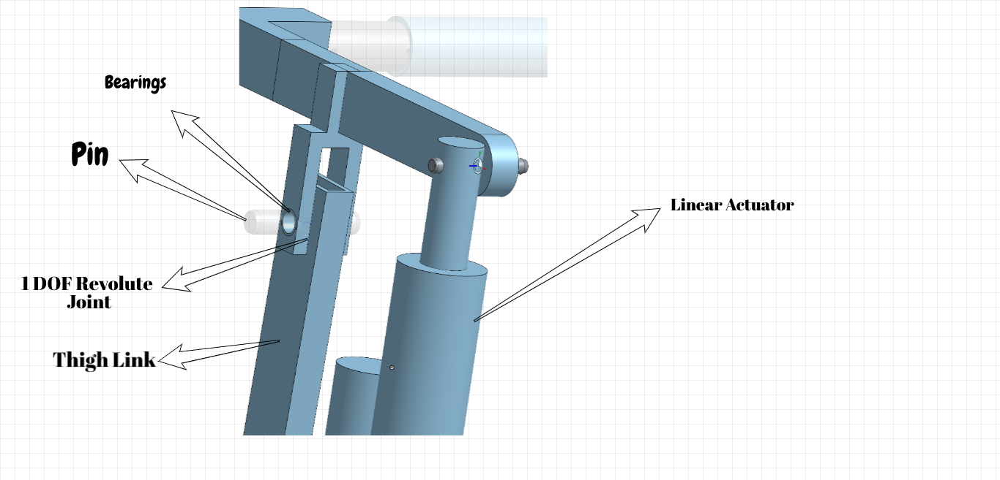 Bearings
Pin
Linear Actuator
1 DOF Revolute
Joint
Thigh Link